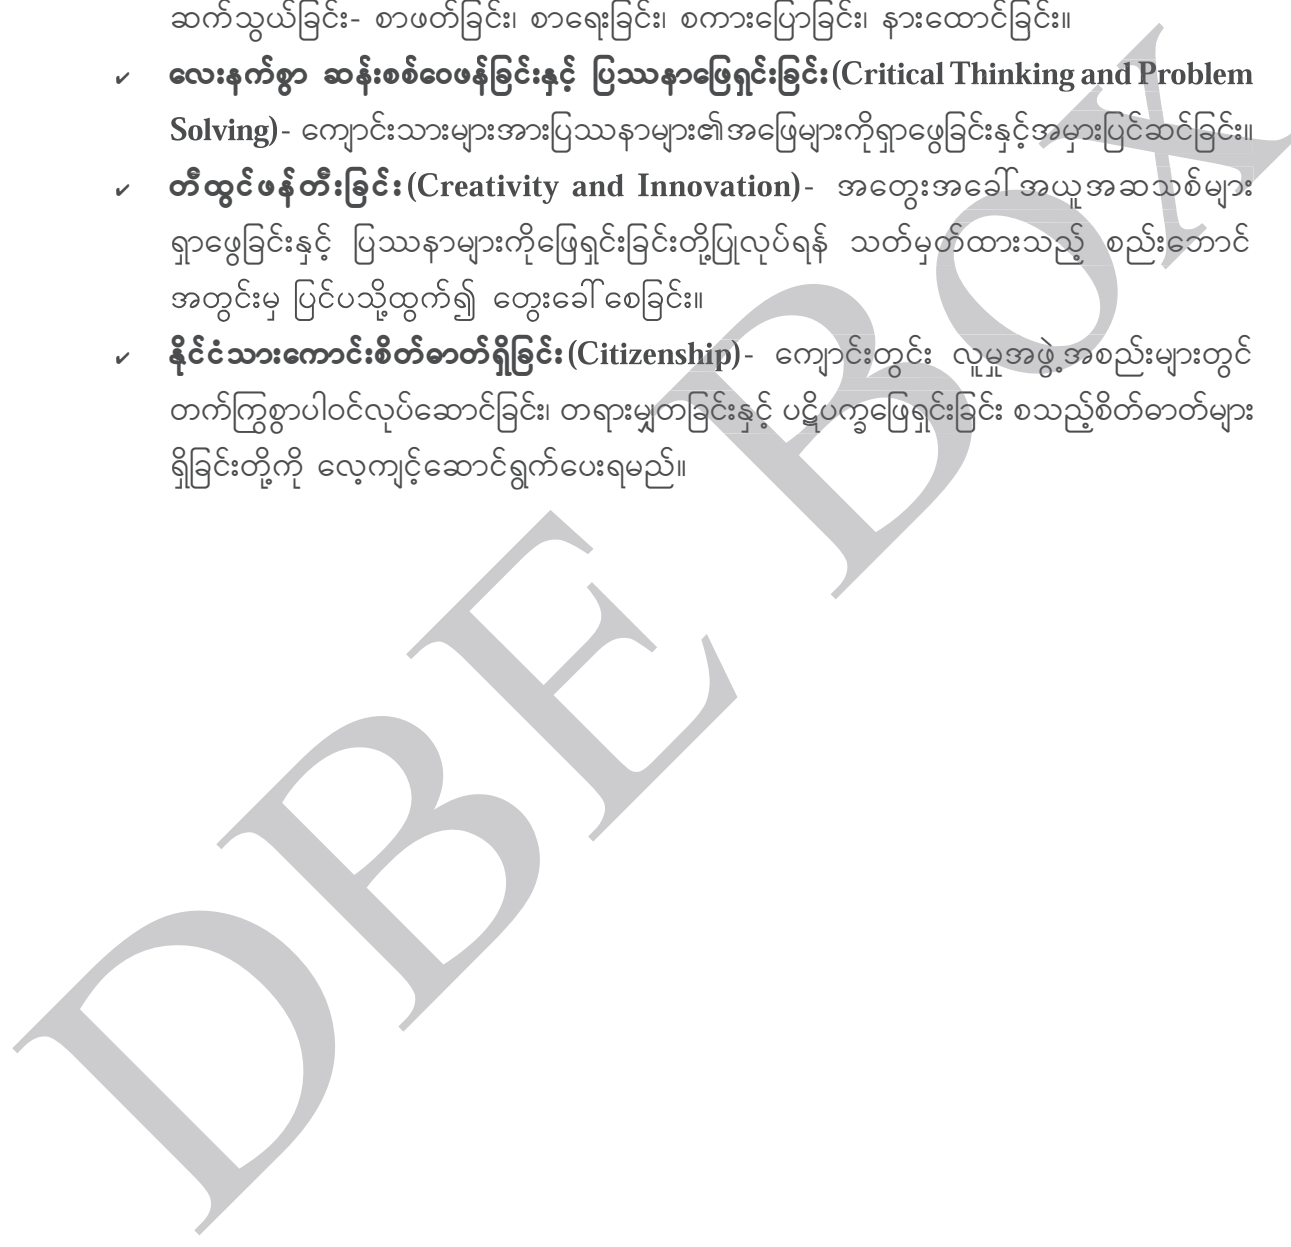 ဆက်သွယ်ခြင်း- စာဖတ်ခြင်း၊ စာရေးခြင်း၊ စကားပြောခြင်း၊ နားထောင်ခြင်း။
✔ လေးနက်စွာ ဆန်းစစ်ဝေဖန်ခြင်းနှင့် ပြဿနာဖြေရှင်းခြင်း (Critical Thinking and Problem
Solving)- ကျောင်းသားများအားပြဿနာများ၏အဖြေများကိုရှာဖွေခြင်းနှင့်အမှားပြင်ဆင်ခြင်း။
✔ တီထွင်ဖန်တီးခြင်း (Creativity and Innovation)- အတွေးအခေါ်အယူအဆသစ်များ
ရှာဖွေခြင်းနှင့် ပြဿနာများကိုဖြေရှင်းခြင်းတို့ပြုလုပ်ရန် သတ်မှတ်ထားသည့် စည်းဘောင်
အတွင်းမှ ပြင်ပသို့ထွက်၍ တွေးခေါ်စေခြင်း။
✔ နိုင်ငံသားကောင်းစိတ်ဓာတ်ရှိခြင်း (Citizenship)- ကျောင်းတွင်း လူမှုအဖွဲ့အစည်းများတွင်
တက်ကြွစွာပါဝင်လုပ်ဆောင်ခြင်း၊ တရားမျှတခြင်းနှင့် ပဋိပက္ခဖြေရှင်းခြင်း စသည့်စိတ်ဓာတ်များ
ရှိခြင်းတို့ကို လေ့ကျင့်ဆောင်ရွက်ပေးရမည်။
DBE BOX